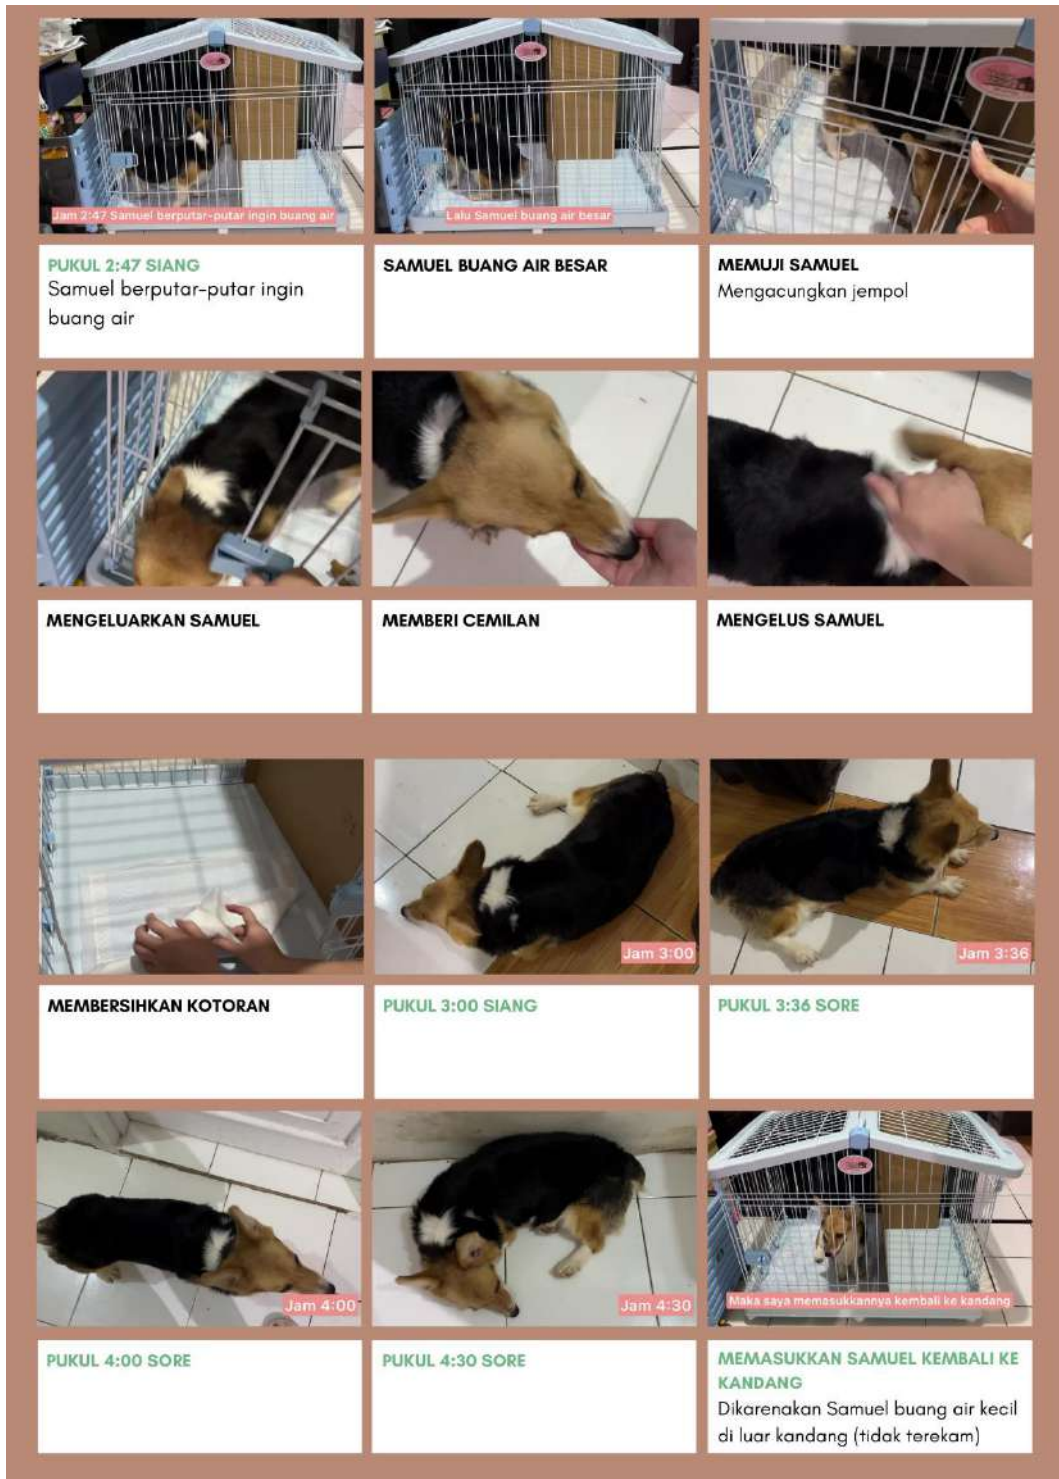 Jam 2:47 Samuel berputar-putar ingin buang air
Lalu Samuel buang air besar
PUKUL 2:47 SIANG
Samuel berputar-putar ingin
buang air
SAMUEL BUANG AIR BESAR
MEMUJI SAMUEL
Mengacungkan jempol
MENGELUARKAN SAMUEL
MEMBERI CEMILAN
MENGELUS SAMUEL
Jam 3:00
Jam 3:36
MEMBERSIHKAN KOTORAN
PUKUL 3:00 SIANG
PUKUL 3:36 SORE
Jam 4:00
Jam 4:30
Maka saya memasukkannya kembali ke kandang
PUKUL 4:00 SORE
PUKUL 4:30 SORE
MEMASUKKAN SAMUEL KEMBALI KE
KANDANG
Dikarenakan Samuel buang air kecil
di luar kandang (tidak terekam)